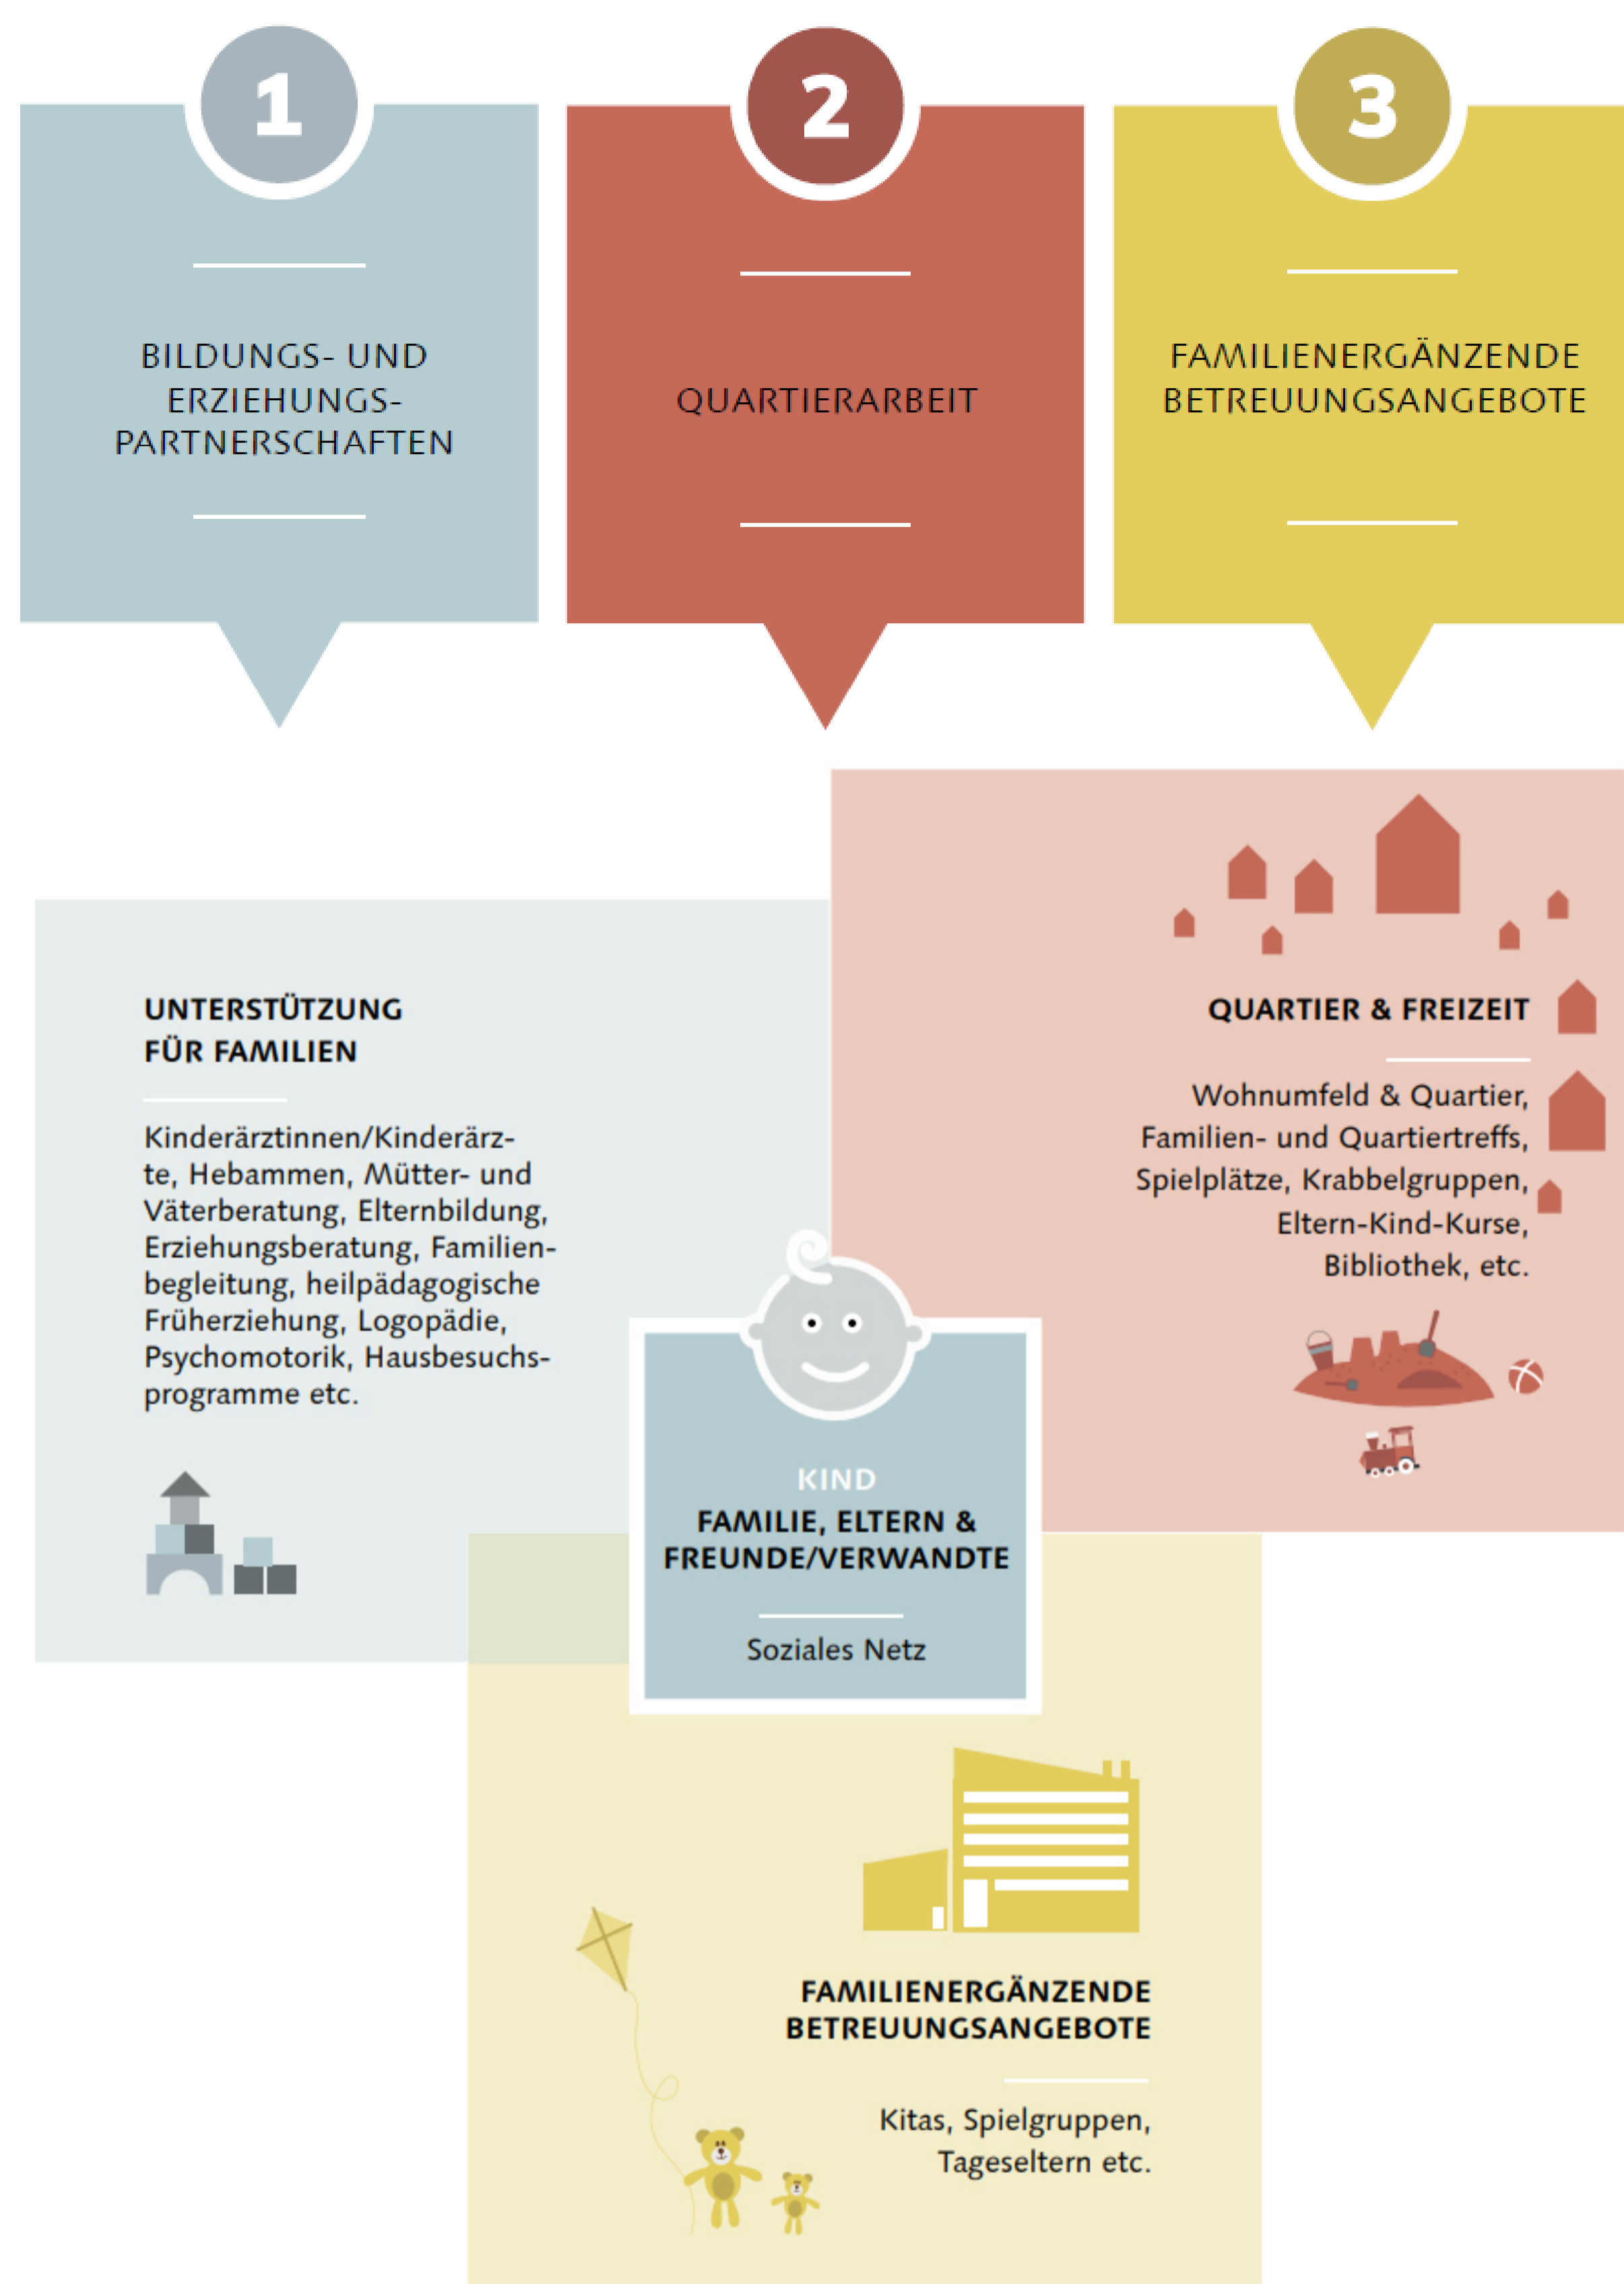 1
BILDUNGS- UND
ERZIEHUNGS-
PARTNERSCHAFTEN
2
QUARTIERARBEIT
3
FAMILIENERGÄNZENDE
BETREUUNGSANGEBOTE
UNTERSTÜTZUNG
FÜR FAMILIEN
Kinderärztinnen/Kinderärz-
te, Hebammen, Mütter- und
Väterberatung, Elternbildung,
Erziehungsberatung, Familien-
begleitung, heilpädagogische
Früherziehung, Logopädie,
Psychomotorik, Hausbesuchs-
programme etc.
QUARTIER & FREIZEIT
Wohnumfeld & Quartier,
Familien- und Quartiertreffs,
Spielplätze, Krabbelgruppen,
Eltern-Kind-Kurse,
Bibliothek, etc.
KIND
FAMILIE, ELTERN &
FREUNDE/VERWANDTE
Soziales Netz
FAMILIENERGÄNZENDE
BETREUUNGSANGEBOTE
Kitas, Spielgruppen,
Tageseltern etc.